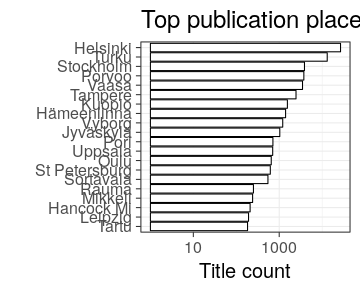 Top publication place
Helsinki
Turku
Stockholm
Porvoo
Vaasa
Tampere
Kuopio
Hämeenlinna
Vyborg
Jyväskylä
Pori
Uppsala
Oulu
St Petersburg
Sortavala
Rauma
Mikkeli
Hancock MI
Leipzig
Tartu
10 1000
Title count